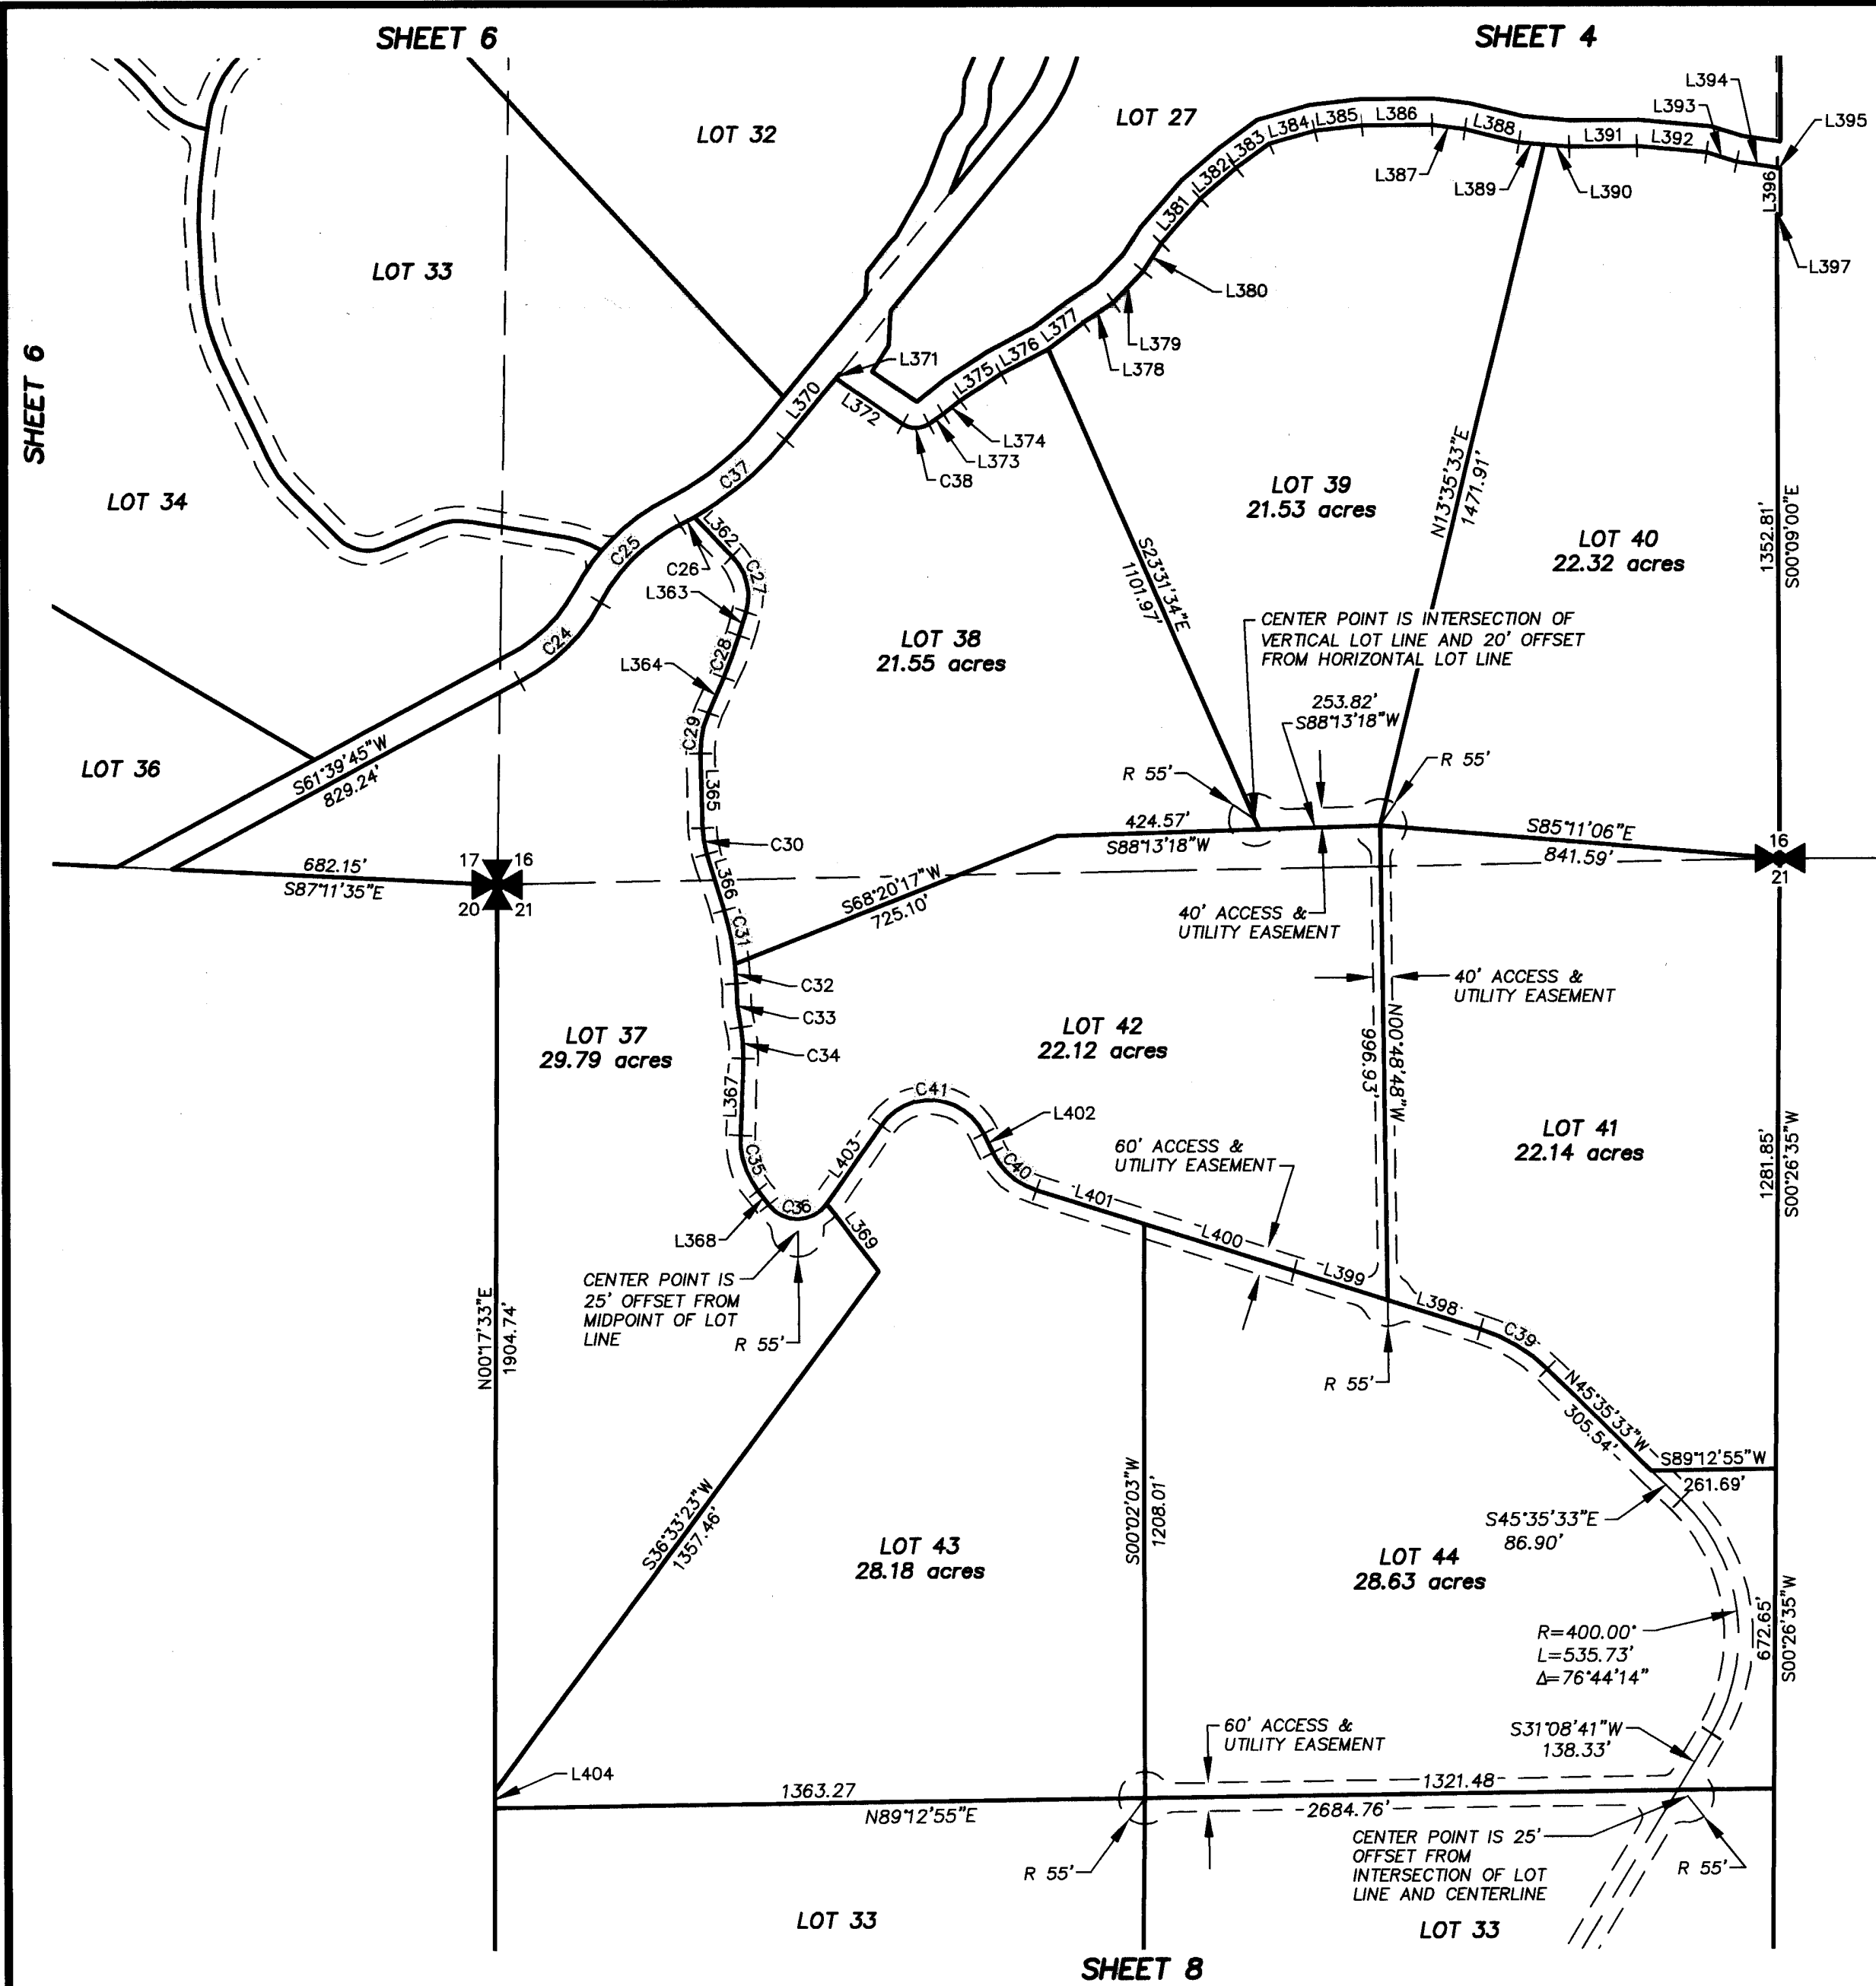 SHEET 6
SHEET 4
L394
L393
L395
LOT 27
LOT 32
L383
L384
L385
L386
L388
L391
L392
L387
L389
L390
L396
L382
L381
L397
LOT 33
L380
SHEET 6
L377
L379
L378
L376
L371
L370
L375
L372
L374
L373
C38
C37
LOT 34
LOT 39
21.53 acres
N13°35'33"E
1471.91'
1352.81'
S00°09'00"E
L362
C25
C26
C27
L363
S23°31'34"E
1101.97'
LOT 40
22.32 acres
CENTER POINT IS INTERSECTION OF
VERTICAL LOT LINE AND 20' OFFSET
FROM HORIZONTAL LOT LINE
C24
LOT 38
21.55 acres
C28
L364
253.82'
S88°13'18"W
C29
LOT 36
S61°39'45"W
829.24'
L365
R 55'
R 55'
424.57'
S88°13'18"W
S85°11'06"E
841.59'
C30
682.15'
S87°11'35"E
17
16
20
21
16
21
L366
S68°20'17"W
725.10'
C31
40' ACCESS &
UTILITY EASEMENT
C32
40' ACCESS &
UTILITY EASEMENT
C33
LOT 37
29.79 acres
C34
LOT 42
22.12 acres
996.93'
N00°48'48"W
L367
C41
L402
LOT 41
22.14 acres
60' ACCESS &
UTILITY EASEMENT
L403
C40
C35
1281.85'
S00°26'35"W
L401
C36
L400
L368
L369
L399
CENTER POINT IS
25' OFFSET FROM
MIDPOINT OF LOT
LINE
R 55'
L398
C39
N00°17'33"E
1904.74'
R 55'
N45°35'33"W
305.54'
S89°12'55"W
261.69'
S36°33'23"W
1357.46'
S00°02'03"W
1208.01'
S45°35'33"E
86.90'
LOT 43
28.18 acres
LOT 44
28.63 acres
R=400.00'
L=535.73'
Δ=76°44'14"
672.65'
S00°26'35"W
60' ACCESS &
UTILITY EASEMENT
S31°08'41"W
138.33'
L404
1363.27
N89°12'55"E
1321.48
2684.76'
CENTER POINT IS 25'
OFFSET FROM
INTERSECTION OF LOT
LINE AND CENTERLINE
R 55'
R 55'
LOT 33
LOT 33
SHEET 8